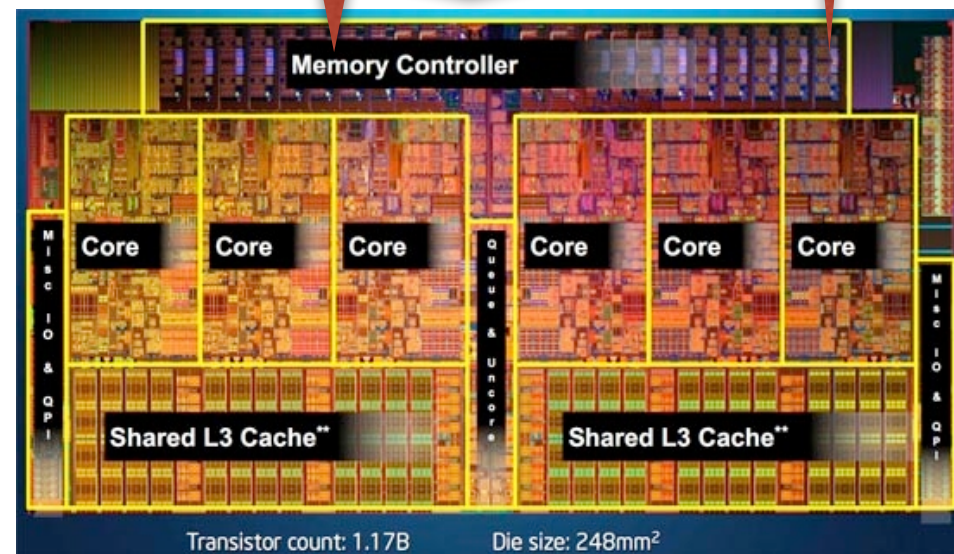 Memory Controller
Core
Core
Core
Core
Core
Core
Misc IO & QPI
Queue & Uncore
Misc IO & QPI
Shared L3 Cache**
Shared L3 Cache**
Transistor count: 1.17B
Die size: 248mm²